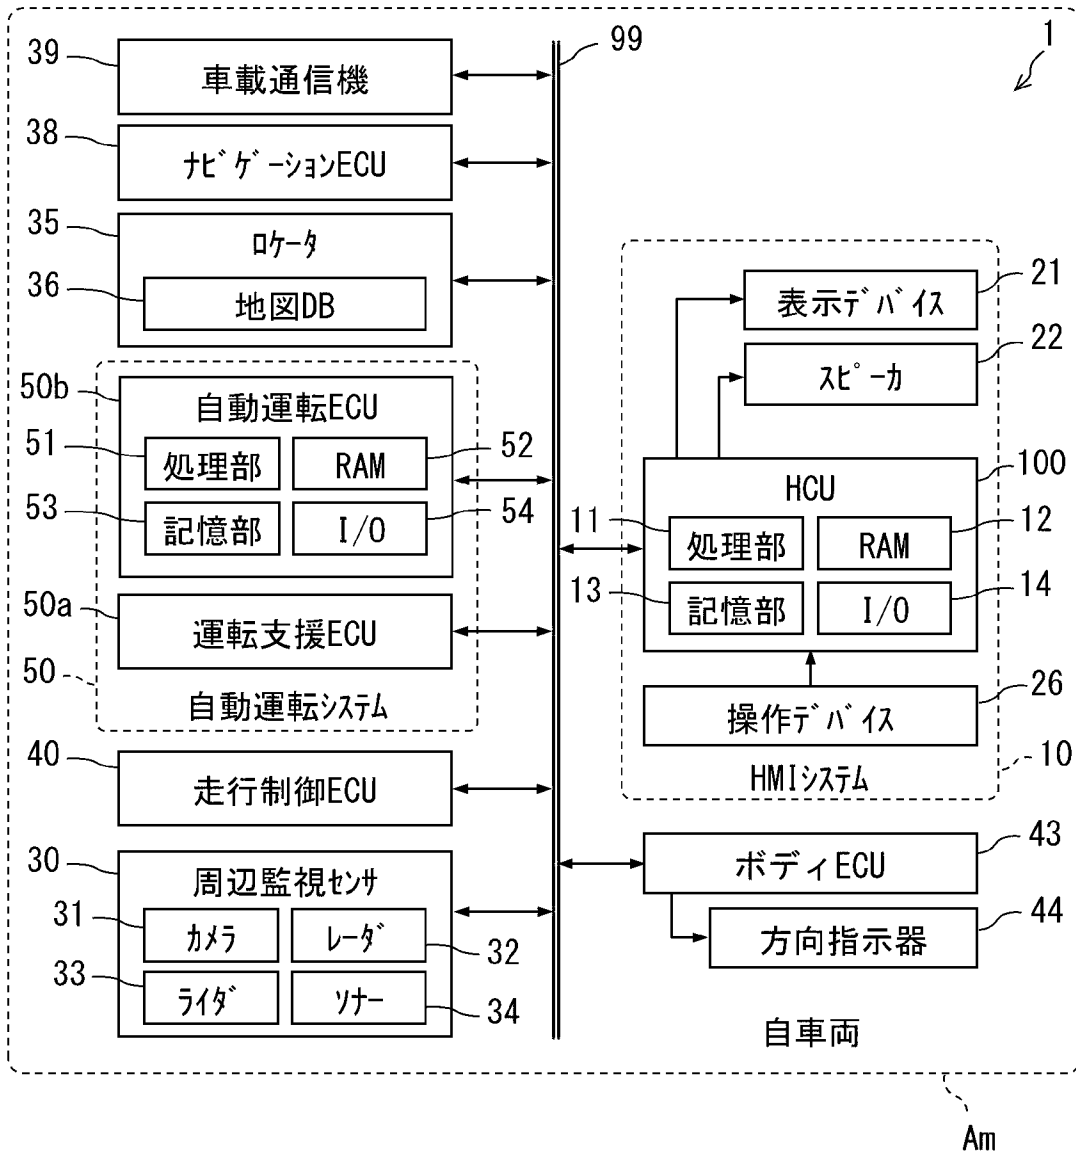 1
99
39
車載通信機
38
ﾅﾋﾞｹﾞｰｼｮﾝECU
35
ﾛｹｰﾀ
36
地図DB
50b
自動運転ECU
51
処理部
RAM
52
53
記憶部
I/O
54
50a
運転支援ECU
50
自動運転ｼｽﾃﾑ
40
走行制御ECU
30
周辺監視ｾﾝｻ
31
ｶﾒﾗ
ﾚｰﾀﾞ
32
33
ﾗｲﾀﾞ
ｿﾅｰ
34
表示ﾃﾞﾊﾞｲｽ
21
ｽﾋﾟｰｶ
22
HCU
100
11
処理部
RAM
12
13
記憶部
I/O
14
操作ﾃﾞﾊﾞｲｽ
26
HMIｼｽﾃﾑ
10
ボディECU
43
方向指示器
44
自車両
Am